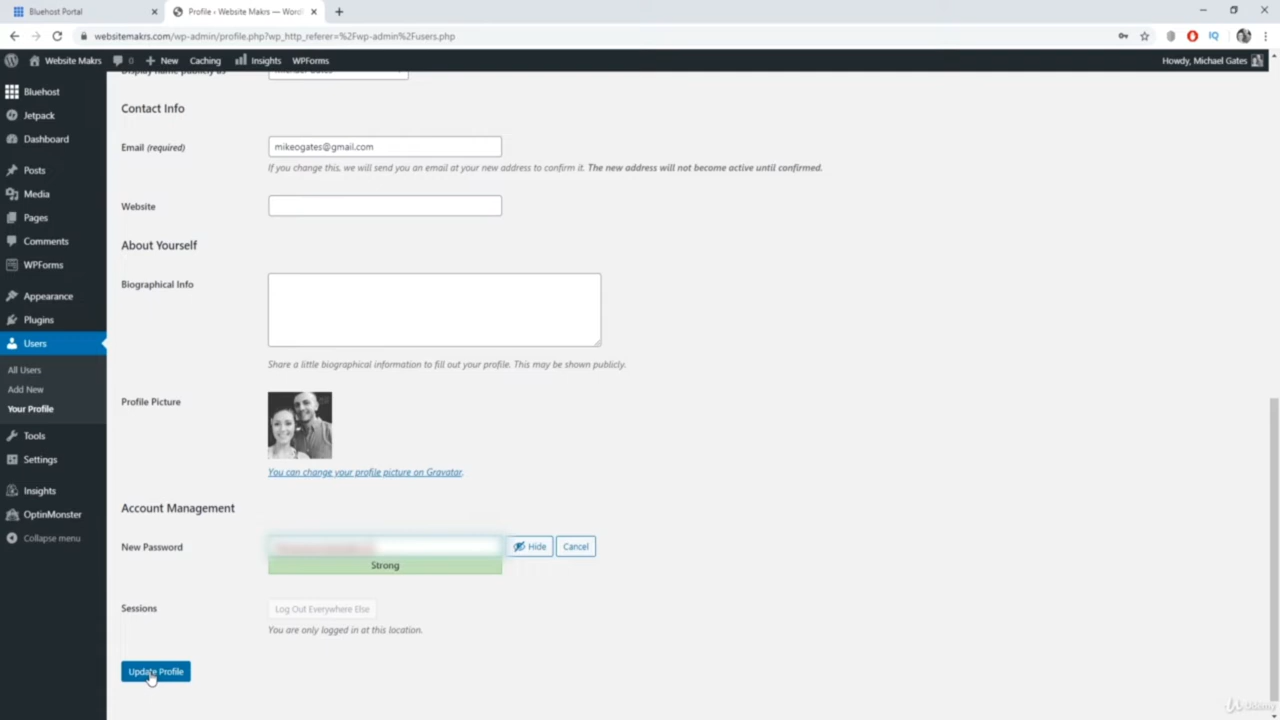 Bluehost Portal
Profile ‹ Website Makrs — Word
websitemakrs.com/wp-admin/profile.php?wp_http_referer=%2Fwp-admin%2Fusers.php
Website Makrs 0 New Caching Insights WPForms Howdy, Michael Gates
Bluehost
Jetpack
Dashboard
Posts
Media
Pages
Comments
WPForms
Appearance
Plugins
Users
All Users
Add New
Your Profile
Tools
Settings
Insights
OptinMonster
Collapse menu
Display name publicly as Michael Gates
Contact Info
Email (required) mikeogates@gmail.com
If you change this, we will send you an email at your new address to confirm it. The new address will not become active until confirmed.
Website
About Yourself
Biographical Info
Share a little biographical information to fill out your profile. This may be shown publicly.
Profile Picture
You can change your profile picture on Gravatar.
Account Management
New Password Hide Cancel
Strong
Sessions Log Out Everywhere Else
You are only logged in at this location.
Update Profile
Udemy